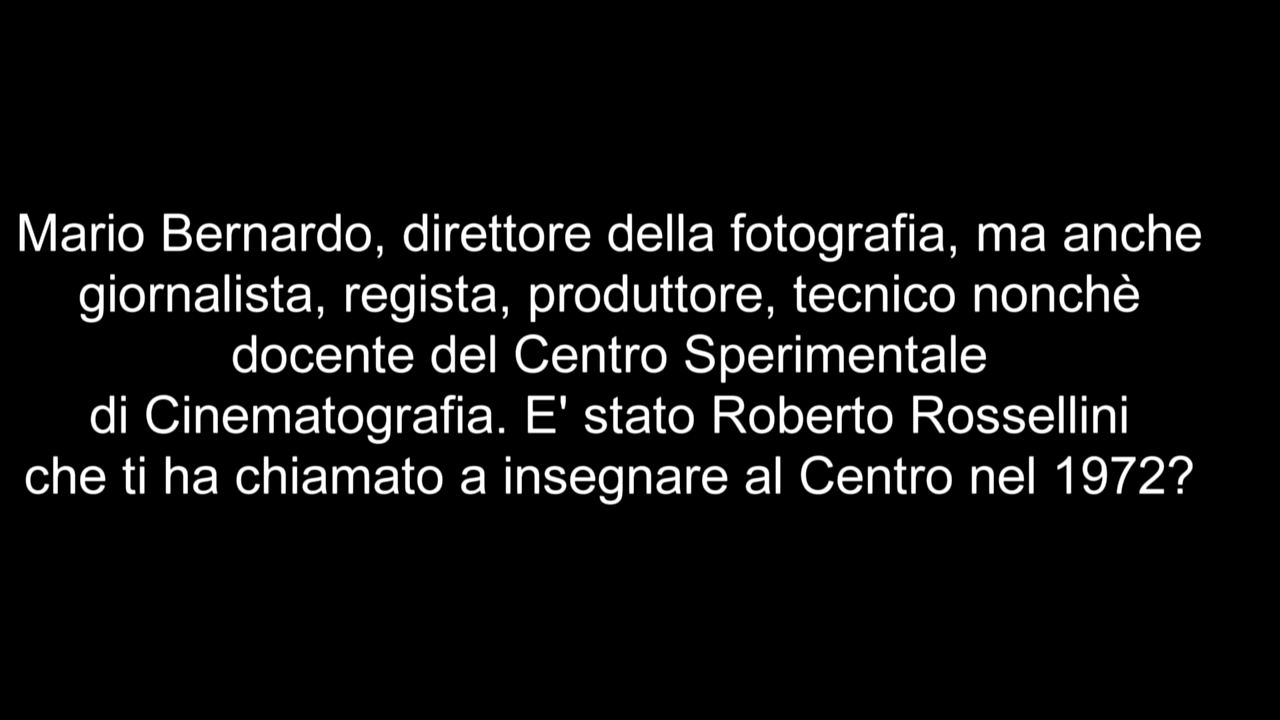 Mario Bernardo, direttore della fotografia, ma anche
giornalista, regista, produttore, tecnico nonchè
docente del Centro Sperimentale
di Cinematografia. E' stato Roberto Rossellini
che ti ha chiamato a insegnare al Centro nel 1972?